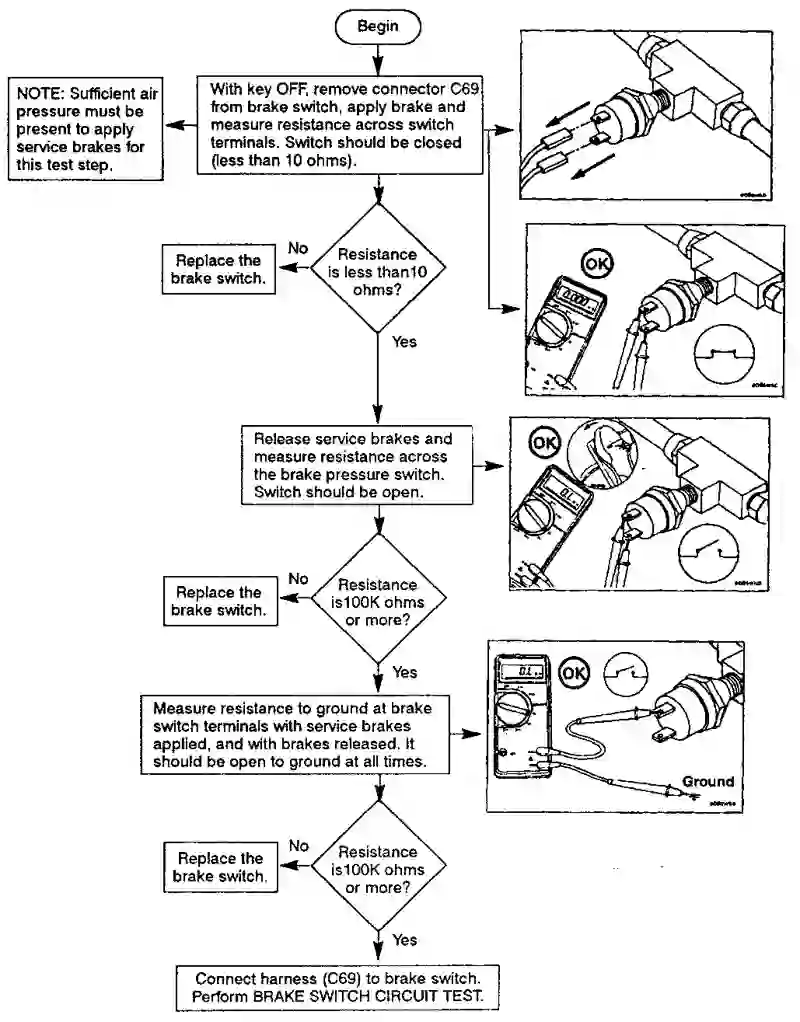 Begin
NOTE: Sufficient air
pressure must be
present to apply
service brakes for
this test step.
With key OFF, remove connector C69
from brake switch, apply brake and
measure resistance across switch
terminals. Switch should be closed
(less than 10 ohms).
Replace the
brake switch.
No
Resistance
is less than10
ohms?
OK
0.000
Yes
Release service brakes and
measure resistance across
the brake pressure switch.
Switch should be open.
OK
O.L
Replace the
brake switch.
No
Resistance
is100K ohms
or more?
Yes
Measure resistance to ground at brake
switch terminals with service brakes
applied, and with brakes released. It
should be open to ground at all times.
O.L
OK
Ground
Replace the
brake switch.
No
Resistance
is100K ohms
or more?
Yes
Connect harness (C69) to brake switch.
Perform BRAKE SWITCH CIRCUIT TEST.